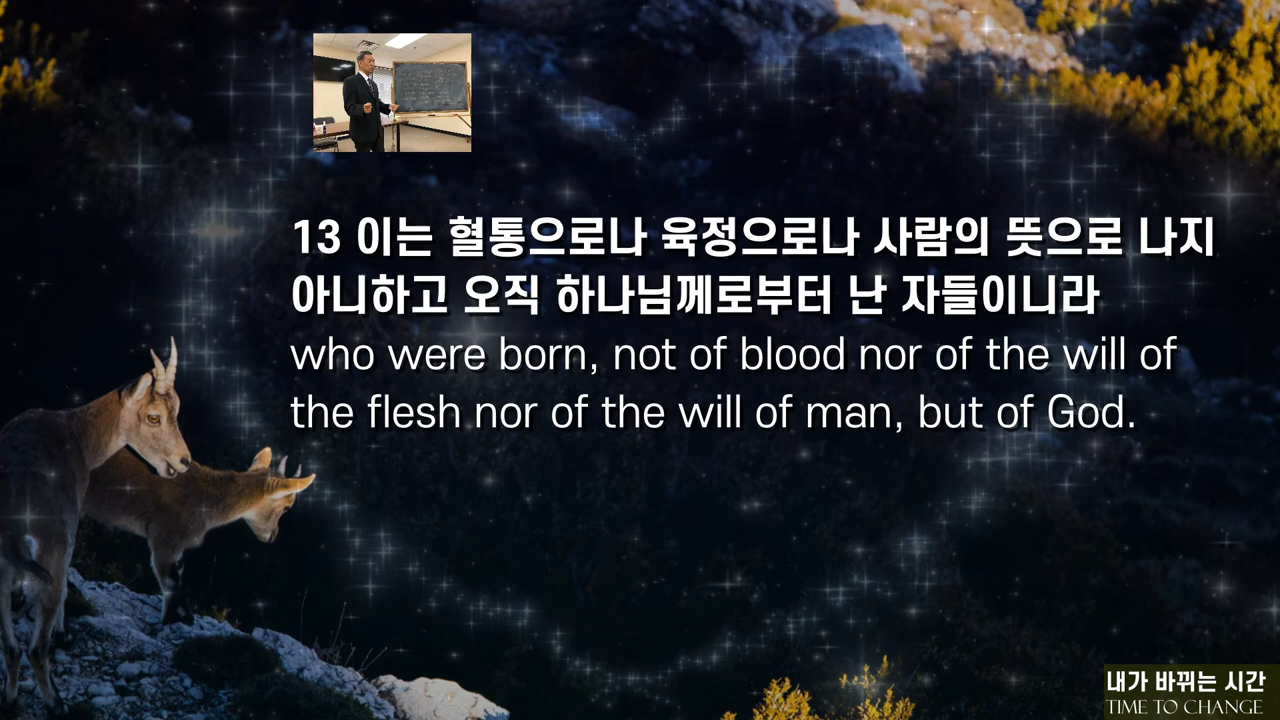 13 이는 혈통으로나 육정으로나 사람의 뜻으로 나지
아니하고 오직 하나님께로부터 난 자들이니라
who were born, not of blood nor of the will of
the flesh nor of the will of man, but of God.
내가 바뀌는 시간
TIME TO CHANGE